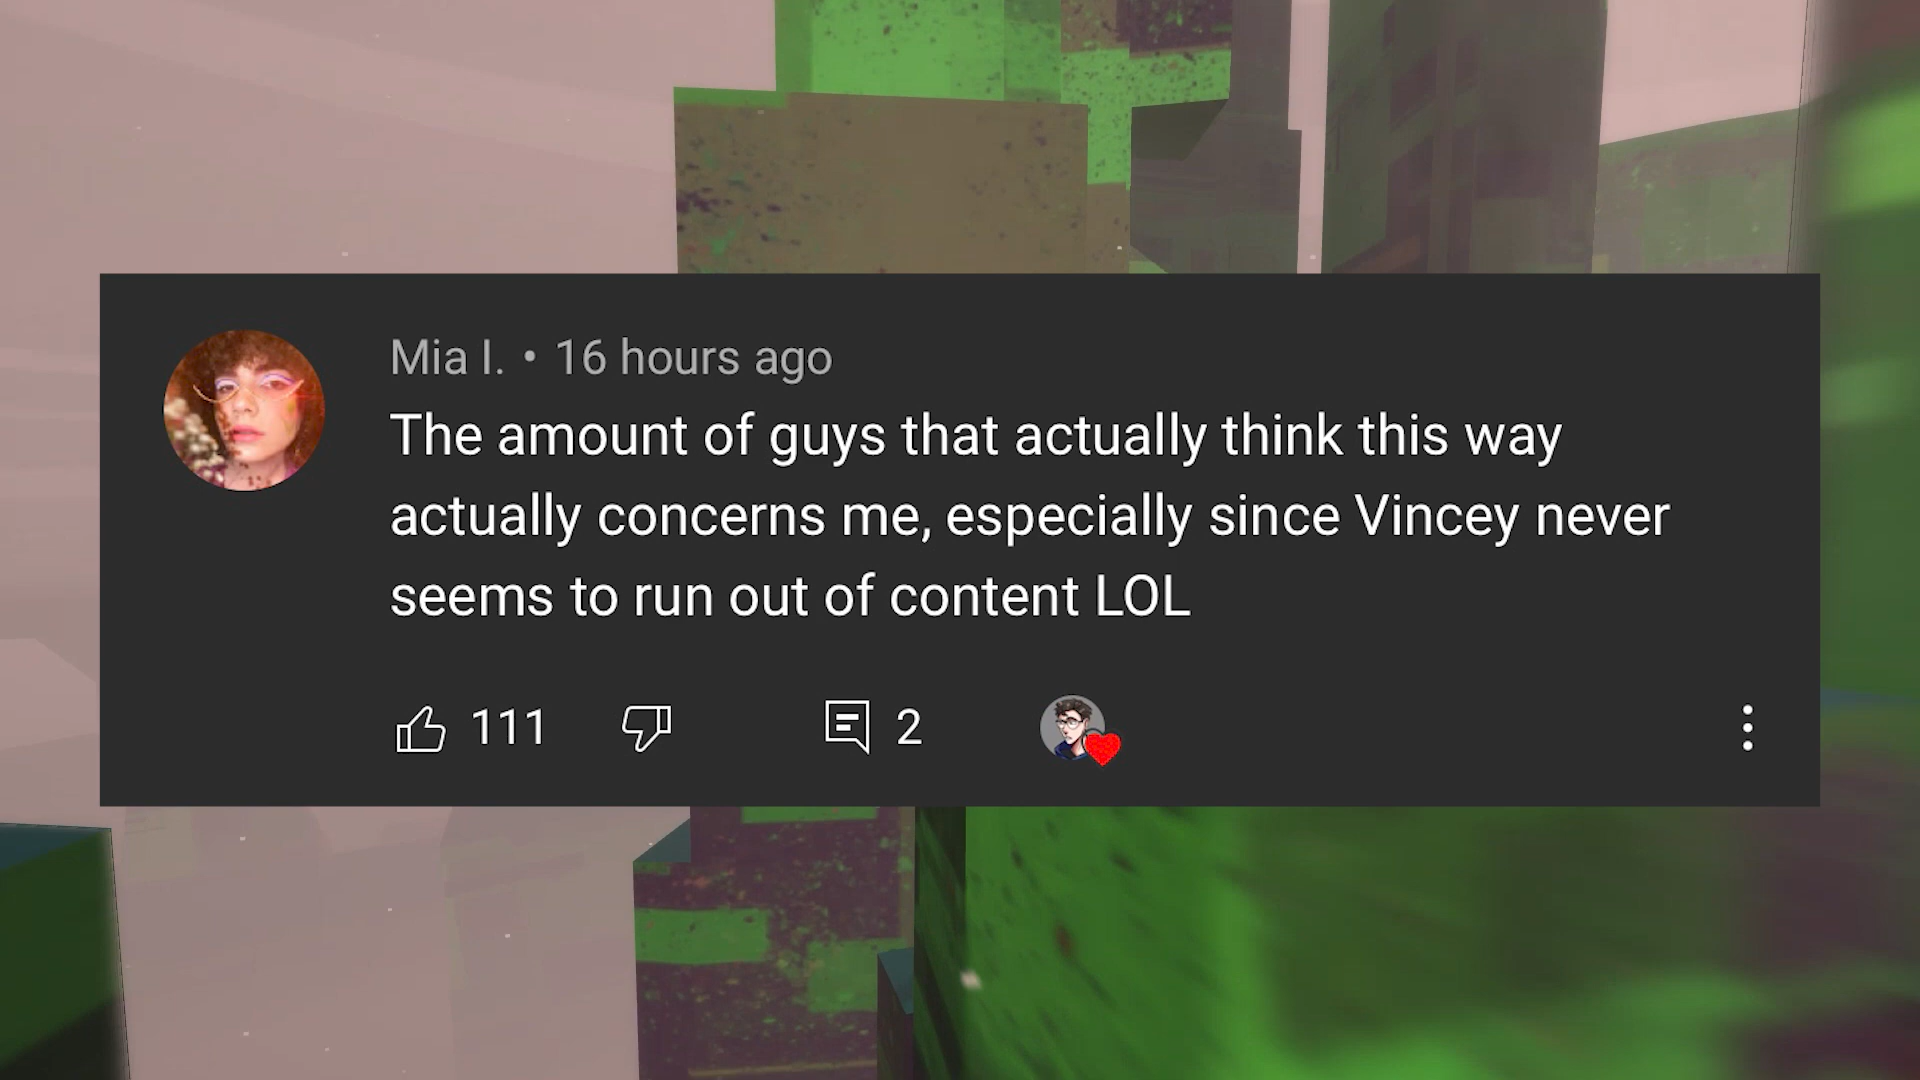 Mia I. • 16 hours ago
The amount of guys that actually think this way
actually concerns me, especially since Vincey never
seems to run out of content LOL
111 2